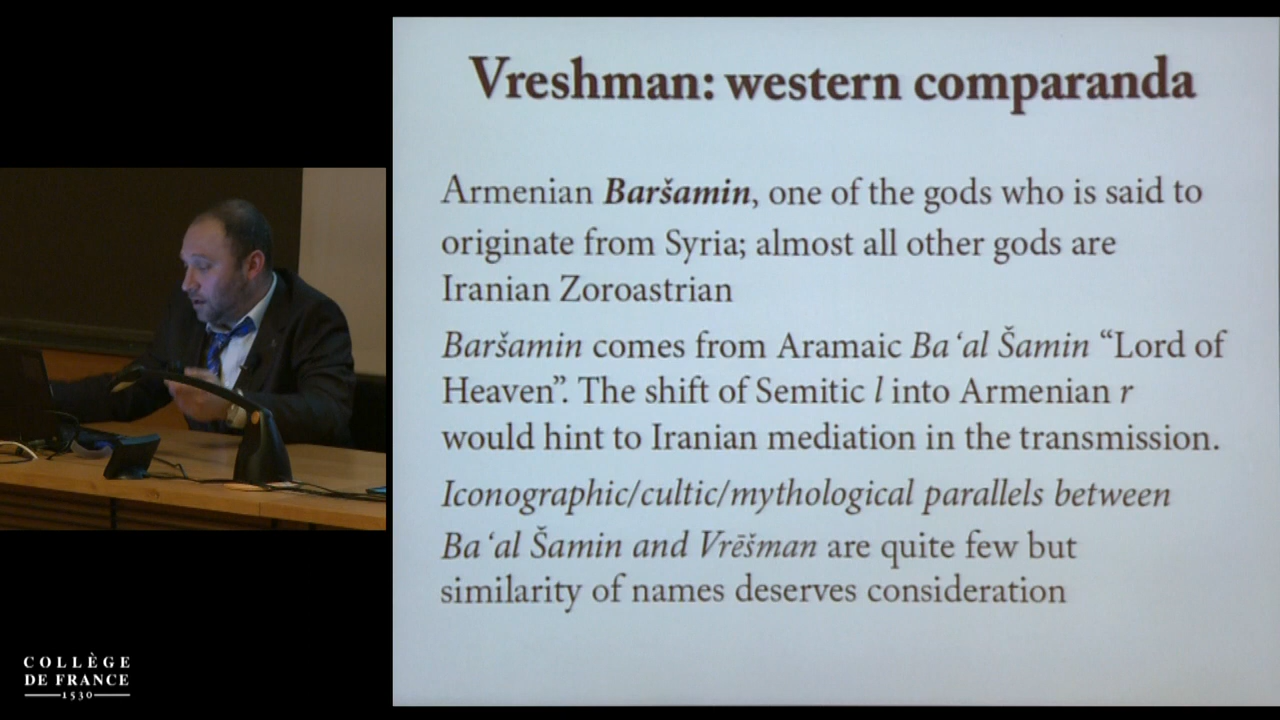 Vreshman: western comparanda
Armenian Baršamin, one of the gods who is said to
originate from Syria; almost all other gods are
Iranian Zoroastrian
Baršamin comes from Aramaic Ba‘al Šamin “Lord of
Heaven”. The shift of Semitic l into Armenian r
would hint to Iranian mediation in the transmission.
Iconographic/cultic/mythological parallels between
Ba‘al Šamin and Vrēšman are quite few but
similarity of names deserves consideration
COLLÈGE
DE FRANCE
1530